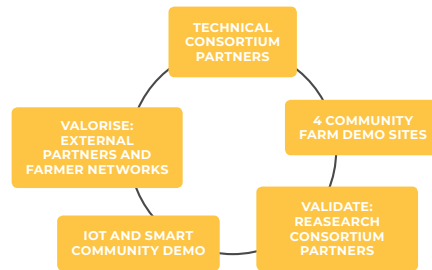 TECHNICAL
CONSORTIUM
PARTNERS
4 COMMUNITY
FARM DEMO SITES
VALIDATE:
REASEARCH
CONSORTIUM
PARTNERS
IOT AND SMART
COMMUNITY DEMO
VALORISE:
EXTERNAL
PARTNERS AND
FARMER NETWORKS